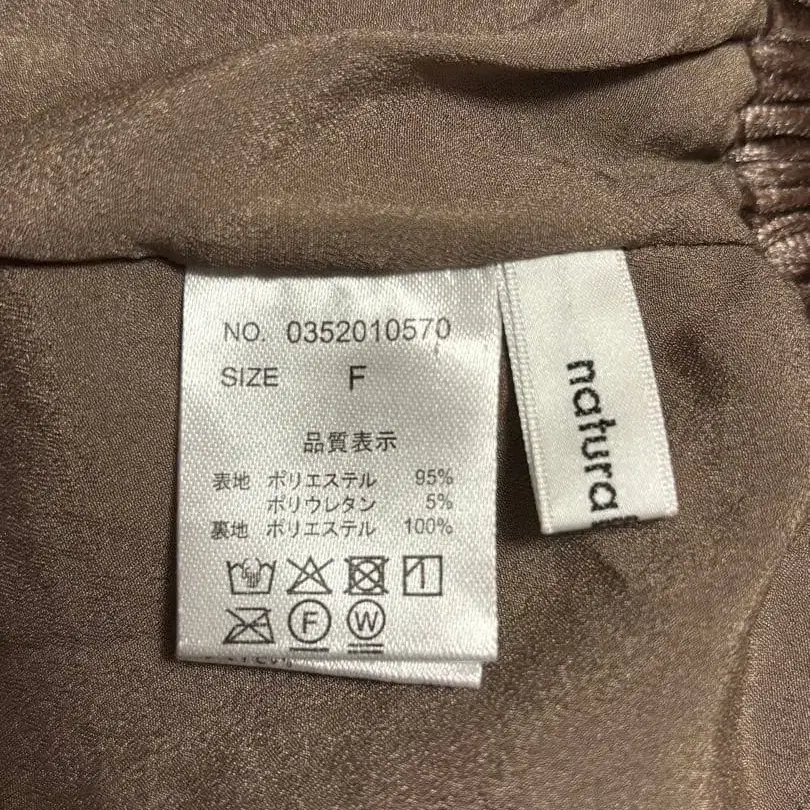 NO. 0352010570
SIZE F
品質表示
表地 ポリエステル 95%
ポリウレタン 5%
裏地 ポリエステル 100%
F
W
natura